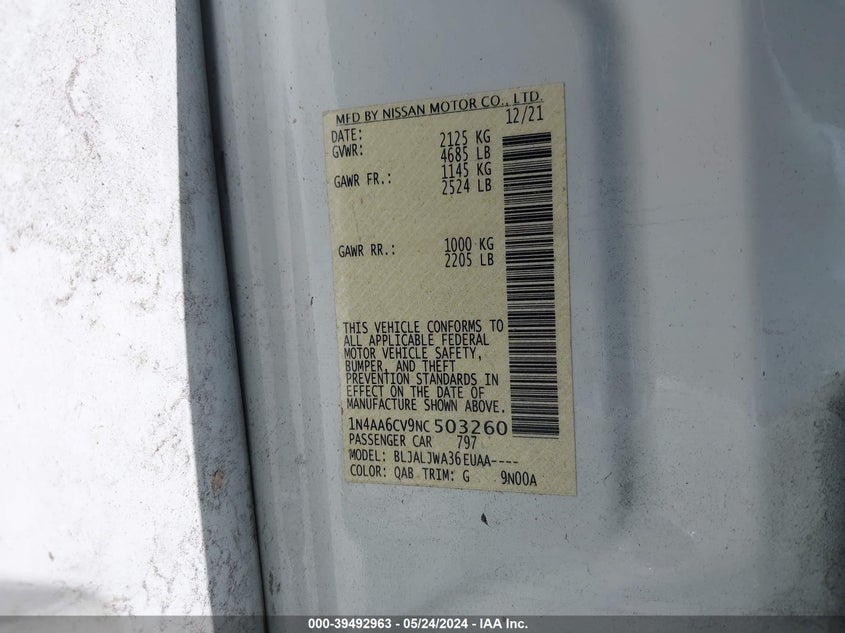 MFD BY NISSAN MOTOR CO., LTD.
DATE: 12/21
GVWR: 2125 KG
4685 LB
GAWR FR.: 1145 KG
2524 LB
GAWR RR.: 1000 KG
2205 LB
THIS VEHICLE CONFORMS TO
ALL APPLICABLE FEDERAL
MOTOR VEHICLE SAFETY,
BUMPER, AND THEFT
PREVENTION STANDARDS IN
EFFECT ON THE DATE OF
MANUFACTURE SHOWN ABOVE.
1N4AA6CV9NC503260
PASSENGER CAR 797
MODEL: BLJALJWA36EUAA----
COLOR: QAB TRIM: G 9N00A
000-39492963 - 05/24/2024 - IAA Inc.